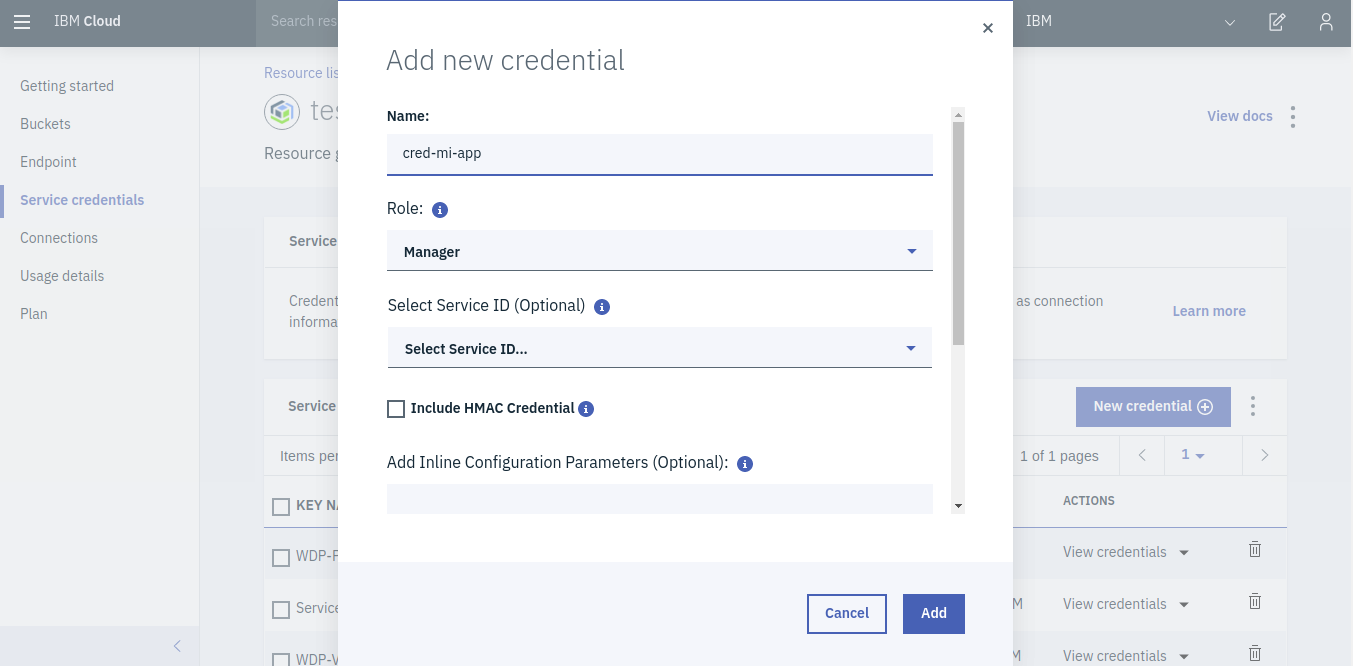 IBM Cloud
Search res
IBM
Getting started
Buckets
Endpoint
Service credentials
Connections
Usage details
Plan
Resource lis
tes
Resource g
View docs
Service
Credent
informa
as connection
Learn more
Service
New credential
Items per
1 of 1 pages
1
KEY NA
ACTIONS
WDP-F
View credentials
Service
M
View credentials
WDP-V
M
View credentials
Add new credential
Name:
cred-mi-app
Role:
Manager
Select Service ID (Optional)
Select Service ID...
Include HMAC Credential
Add Inline Configuration Parameters (Optional):
Cancel
Add